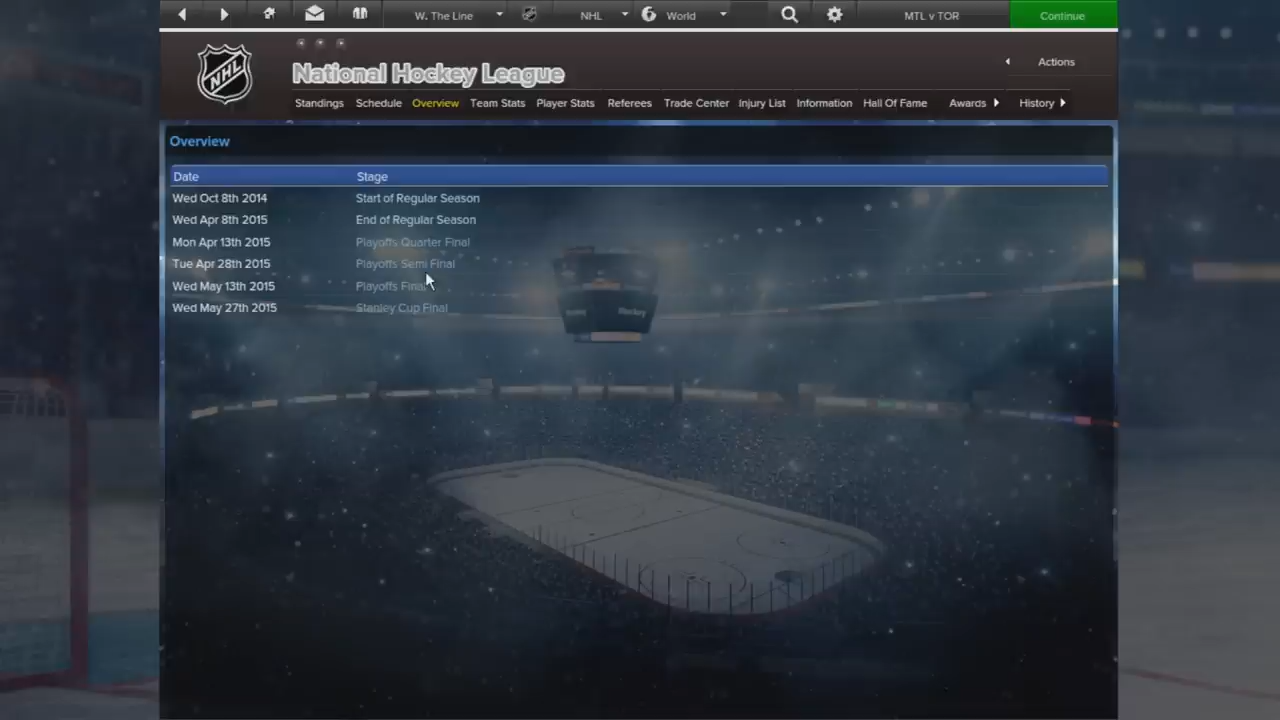 W. The Line NHL World MTL v TOR Continue
NHL
National Hockey League
Actions
Standings Schedule Overview Team Stats Player Stats Referees Trade Center Injury List Information Hall Of Fame Awards History
Overview
Date Stage
Wed Oct 8th 2014 Start of Regular Season
Wed Apr 8th 2015 End of Regular Season
Mon Apr 13th 2015 Playoffs Quarter Final
Tue Apr 28th 2015 Playoffs Semi Final
Wed May 13th 2015 Playoffs Final
Wed May 27th 2015 Stanley Cup Final
Hockey